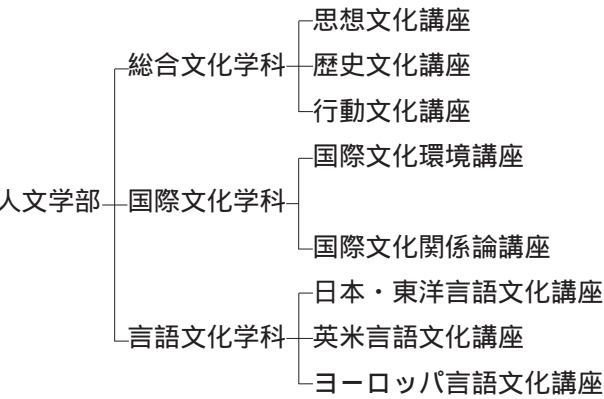 思想文化講座
総合文化学科
歴史文化講座
行動文化講座
国際文化環境講座
人文学部
国際文化学科
国際文化関係論講座
日本・東洋言語文化講座
言語文化学科
英米言語文化講座
ヨーロッパ言語文化講座